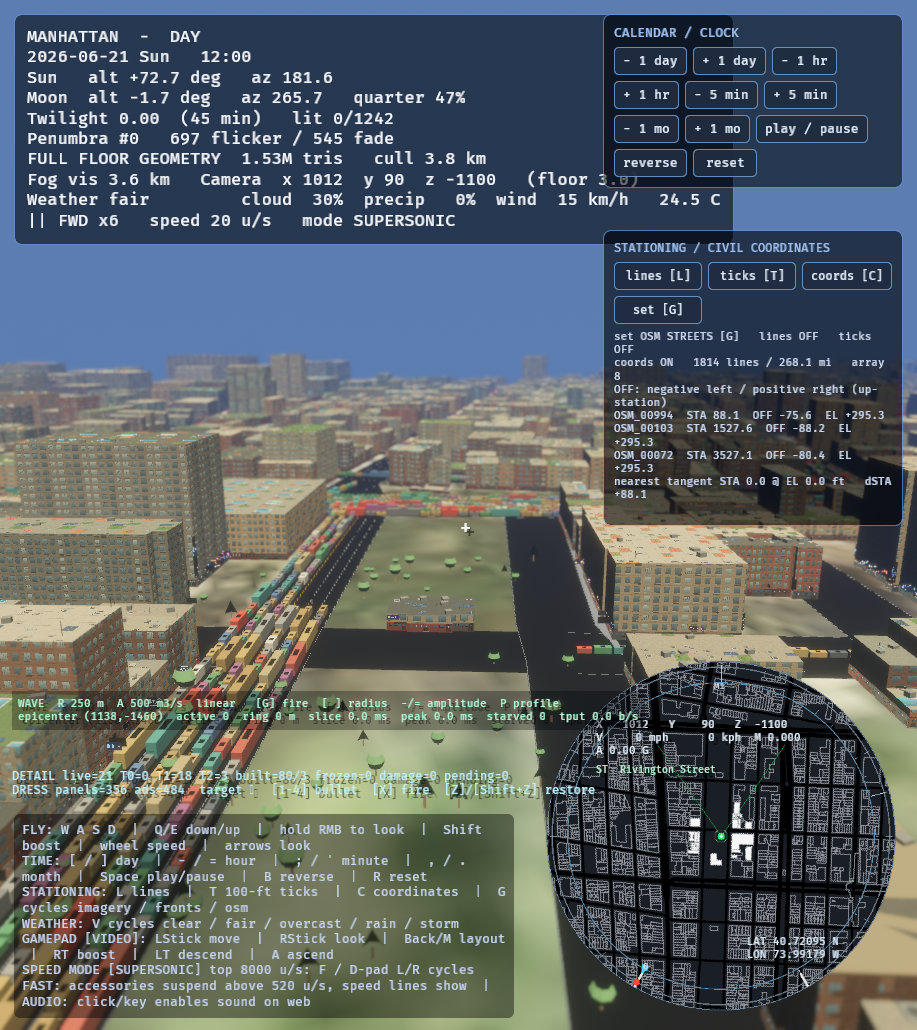 MANHATTAN - DAY
2026-06-21 Sun 12:00
Sun alt +72.7 deg az 181.6
Moon alt -1.7 deg az 265.7 quarter 47%
Twilight 0.00 (45 min) lit 0/1242
Penumbra #0 697 flicker / 545 fade
FULL FLOOR GEOMETRY 1.53M tris cull 3.8 km
Fog vis 3.6 km Camera x 1012 y 90 z -1100 (floor 3.0)
Weather fair cloud 30% precip 0% wind 15 km/h 24.5 C
|| FWD x6 speed 20 u/s mode SUPERSONIC
CALENDAR / CLOCK
- 1 day + 1 day - 1 hr
+ 1 hr - 5 min + 5 min
- 1 mo + 1 mo play / pause
reverse reset
STATIONING / CIVIL COORDINATES
lines [L] ticks [T] coords [C]
set [G]
set OSM STREETS [G] lines OFF ticks
OFF
coords ON 1814 lines / 268.1 mi array
8
OFF: negative left / positive right (up-
station)
OSM_00994 STA 88.1 OFF -75.6 EL +295.3
OSM_00103 STA 1527.6 OFF -88.2 EL
+295.3
OSM_00072 STA 3527.1 OFF -80.4 EL
+295.3
nearest tangent STA 0.0 @ EL 0.0 ft dSTA
+88.1
WAVE R 250 m A 500 m3/s linear [G] fire [ ] radius -/= amplitude P profile
epicenter (1138,-1460) active 0 ring 0 m slice 0.0 ms peak 0.0 ms starved 0 tput 0.0 b/s
DETAIL live=21 T0=0 T1=18 T2=3 built=80/3 frozen=0 damage=0 pending=0
DRESS panels=356 ads=484 target [1-4] bullet [X] fire [Z]/[Shift+Z] restore
FLY: W A S D | Q/E down/up | hold RMB to look | Shift
boost | wheel speed | arrows look
TIME: [ / ] day | - / = hour | ; / ' minute | , / .
month | Space play/pause | B reverse | R reset
STATIONING: L lines | T 100-ft ticks | C coordinates | G
cycles imagery / fronts / osm
WEATHER: V cycles clear / fair / overcast / rain / storm
GAMEPAD [VIDEO]: LStick move | RStick look | Back/M layout
| RT boost | LT descend | A ascend
SPEED MODE [SUPERSONIC] top 8000 u/s: F / D-pad L/R cycles
FAST: accessories suspend above 520 u/s, speed lines show |
AUDIO: click/key enables sound on web
X 1012 Y 90 Z -1100
V 0 mph 0 kph M 0.000
A 0.00 G
ST Rivington Street
LAT 40.72095 N
LON 73.99179 W